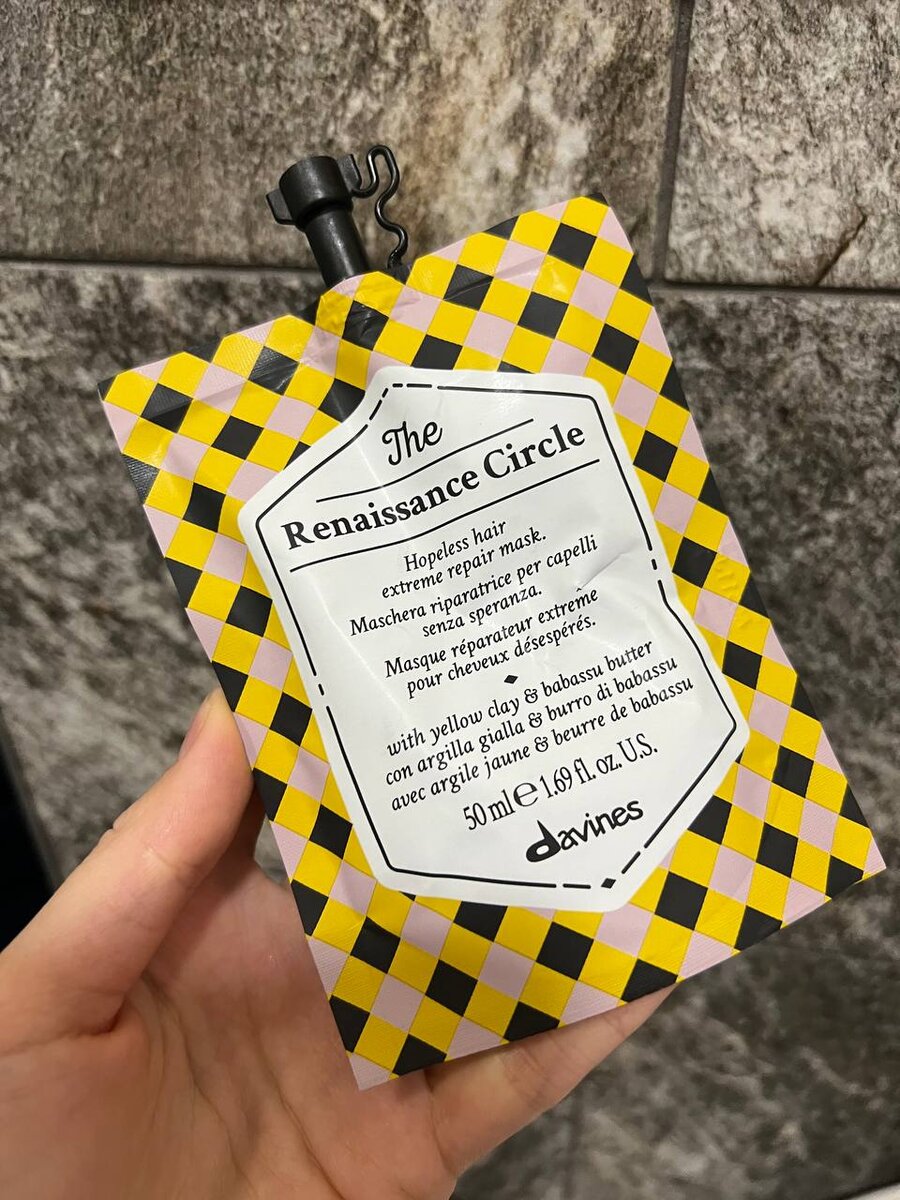 The
Renaissance Circle
Hopeless hair
extreme repair mask.
Maschera riparatrice per capelli
senza speranza.
Masque réparateur extrême
pour cheveux désespérés.
with yellow clay & babassu butter
con argilla gialla & burro di babassu
avec argile jaune & beurre de babassu
50 ml ℮ 1.69 fl. oz. U.S.
davines